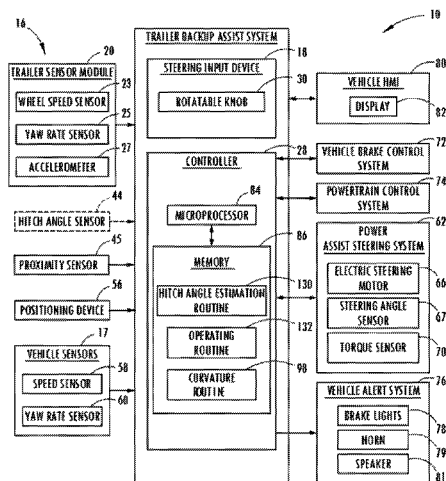 16
10
20
TRAILER SENSOR MODULE
23
WHEEL SPEED SENSOR
25
YAW RATE SENSOR
27
ACCELEROMETER
44
HITCH ANGLE SENSOR
45
PROXIMITY SENSOR
56
POSITIONING DEVICE
17
VEHICLE SENSORS
58
SPEED SENSOR
60
YAW RATE SENSOR
TRAILER BACKUP ASSIST SYSTEM
18
STEERING INPUT DEVICE
30
ROTATABLE KNOB
28
CONTROLLER
84
MICROPROCESSOR
86
MEMORY
HITCH ANGLE ESTIMATION
ROUTINE
130
OPERATING
ROUTINE
132
CURVATURE
ROUTINE
98
80
VEHICLE HMI
DISPLAY
82
72
VEHICLE BRAKE CONTROL
SYSTEM
74
POWERTRAIN CONTROL
SYSTEM
62
POWER
ASSIST STEERING SYSTEM
ELECTRIC STEERING
MOTOR
66
STEERING ANGLE
SENSOR
67
TORQUE SENSOR
70
76
VEHICLE ALERT SYSTEM
BRAKE LIGHTS
78
HORN
79
SPEAKER
81